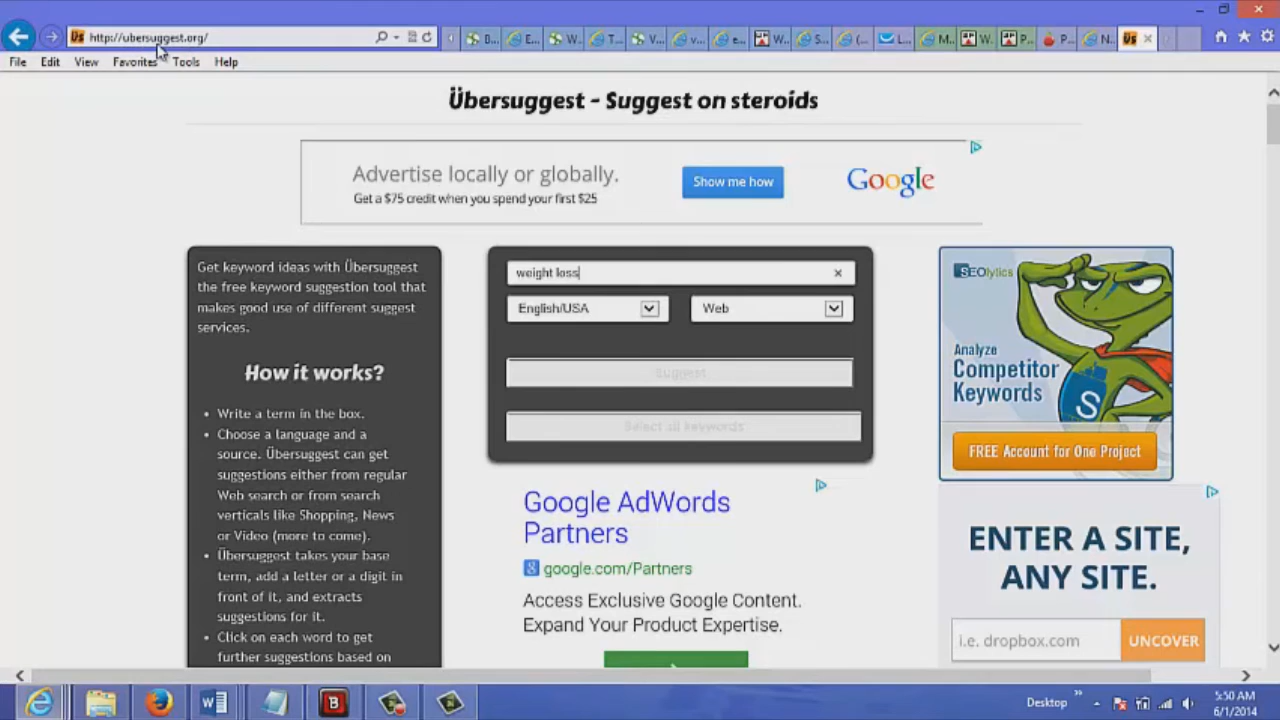 http://ubersuggest.org/
B...
E...
W...
T...
V...
v...
e...
W...
S...
(...
L...
M...
W.
P...
P...
N...
Us
File Edit View Favorites Tools Help
Übersuggest - Suggest on steroids
Advertise locally or globally.
Get a $75 credit when you spend your first $25
Show me how
Google
Get keyword ideas with Übersuggest
the free keyword suggestion tool that
makes good use of different suggest
services.
How it works?
• Write a term in the box.
• Choose a language and a
source. Übersuggest can get
suggestions either from regular
Web search or from search
verticals like Shopping, News
or Video (more to come).
• Übersuggest takes your base
term, add a letter or a digit in
front of it, and extracts
suggestions for it.
• Click on each word to get
further suggestions based on
weight loss
English/USA
Web
Suggest
Select all keywords
Google AdWords
Partners
google.com/Partners
Access Exclusive Google Content.
Expand Your Product Expertise.
SEOlytics
Analyze
Competitor
Keywords
S
FREE Account for One Project
ENTER A SITE,
ANY SITE.
i.e. dropbox.com
UNCOVER
Desktop
5:50 AM
6/1/2014